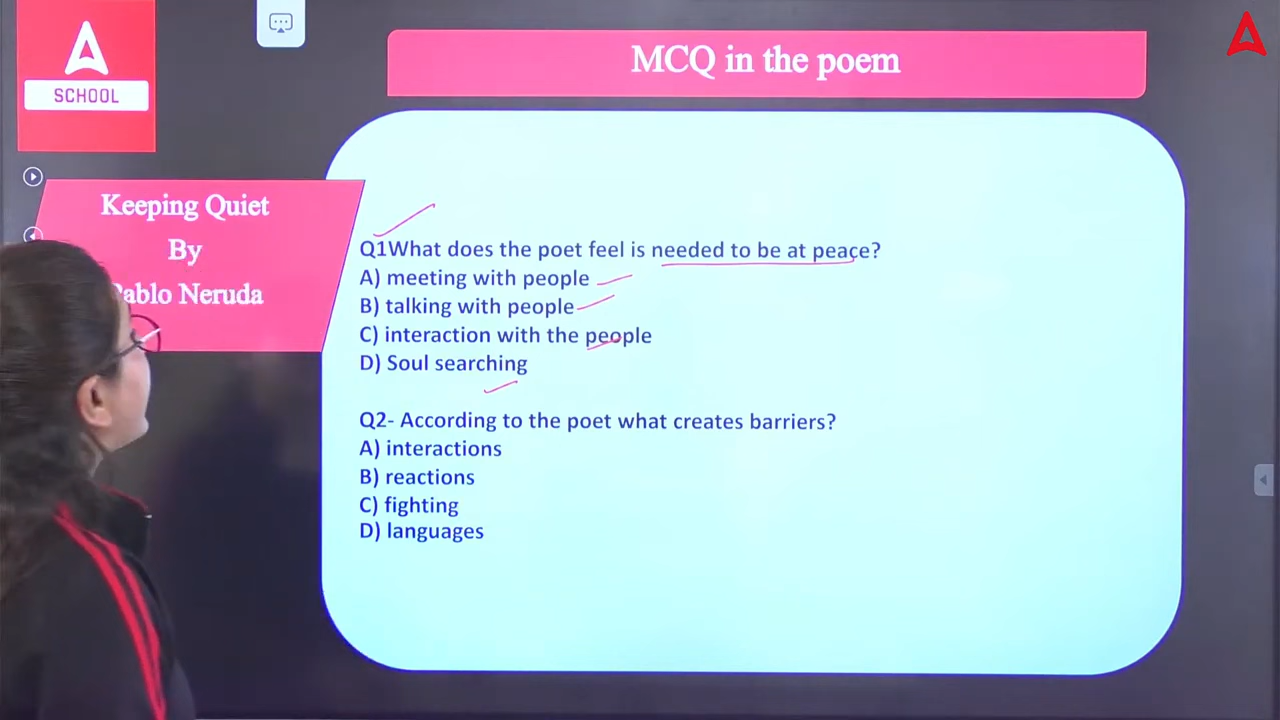 SCHOOL
MCQ in the poem
Keeping Quiet
By
Pablo Neruda
Q1What does the poet feel is needed to be at peace?
A) meeting with people
B) talking with people
C) interaction with the people
D) Soul searching
Q2- According to the poet what creates barriers?
A) interactions
B) reactions
C) fighting
D) languages